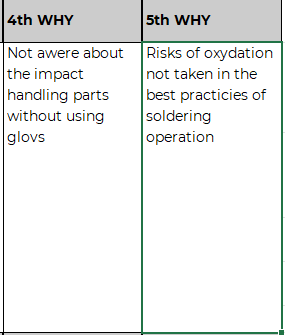 4th WHY
5th WHY
Not awere about
the impact
handling parts
without using
glovs
Risks of oxydation
not taken in the
best practicies of
soldering
operation